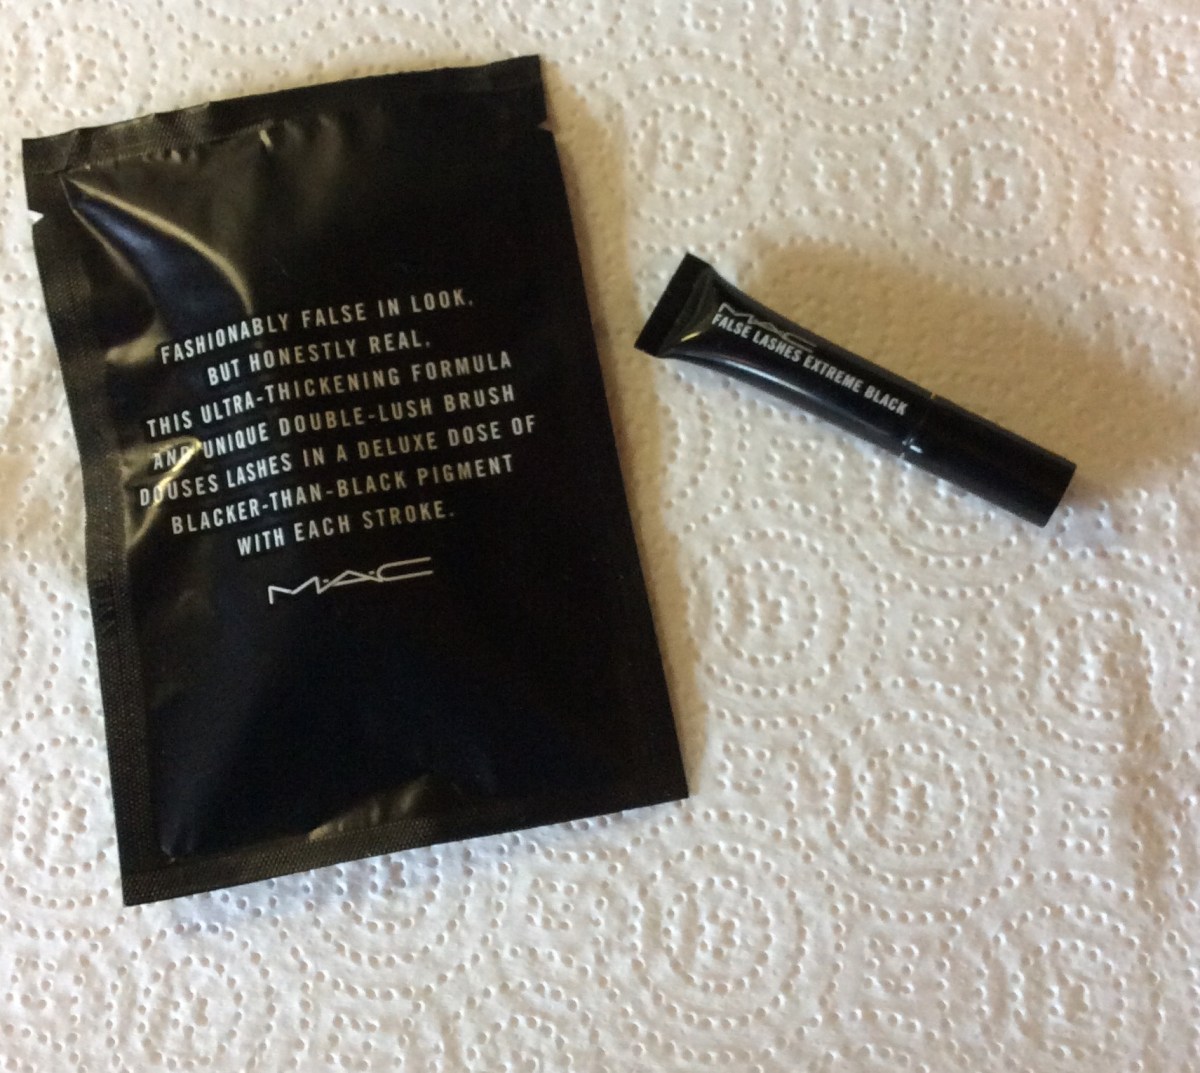 FASHIONABLY FALSE IN LOOK,
BUT HONESTLY REAL,
THIS ULTRA-THICKENING FORMULA
AND UNIQUE DOUBLE-LUSH BRUSH
DOUSES LASHES IN A DELUXE DOSE OF
BLACKER-THAN-BLACK PIGMENT
WITH EACH STROKE.
M·A·C
MAC
FALSE LASHES EXTREME BLACK